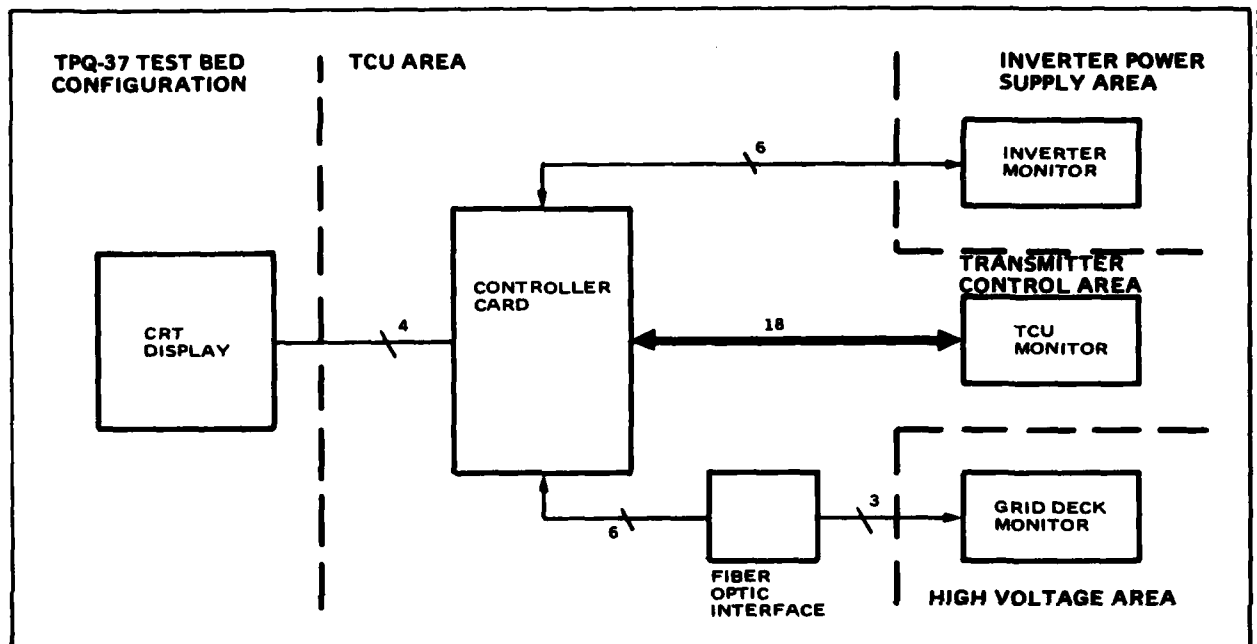 TPQ-37 TEST BED
CONFIGURATION
TCU AREA
INVERTER POWER
SUPPLY AREA
6
INVERTER
MONITOR
TRANSMITTER
CONTROL AREA
CONTROLLER
CARD
CRT
DISPLAY
4
18
TCU
MONITOR
6
3
GRID DECK
MONITOR
FIBER
OPTIC
INTERFACE
HIGH VOLTAGE AREA